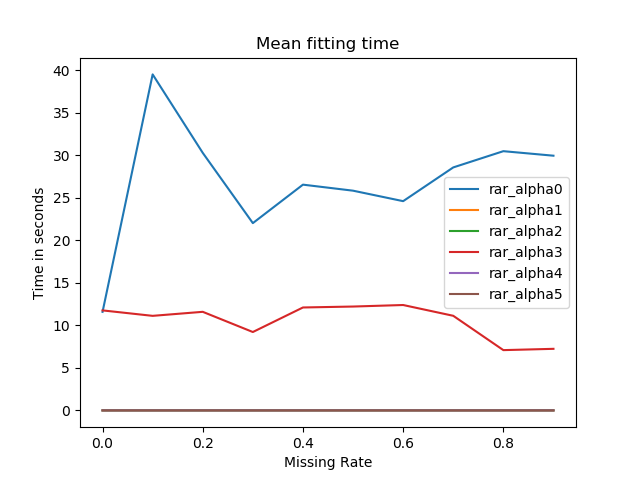 Mean fitting time
Time in seconds
40
35
30
25
20
15
10
5
0
rar_alpha0
rar_alpha1
rar_alpha2
rar_alpha3
rar_alpha4
rar_alpha5
0.0
0.2
0.4
0.6
0.8
Missing Rate